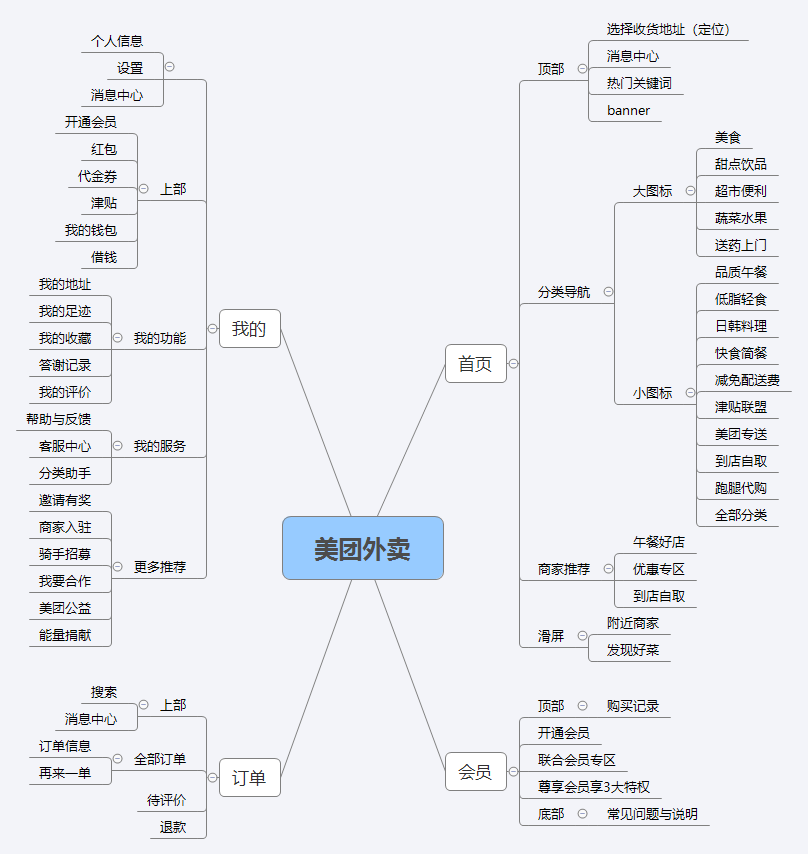 美团外卖
首页
顶部
选择收货地址（定位）
消息中心
热门关键词
banner
分类导航
大图标
美食
甜点饮品
超市便利
蔬菜水果
送药上门
小图标
品质午餐
低脂轻食
日韩料理
快食简餐
减免配送费
津贴联盟
美团专送
到店自取
跑腿代购
全部分类
商家推荐
午餐好店
优惠专区
到店自取
滑屏
附近商家
发现好菜
会员
顶部
购买记录
开通会员
联合会员专区
尊享会员享3大特权
底部
常见问题与说明
我的
个人信息
设置
消息中心
上部
开通会员
红包
代金券
津贴
我的钱包
借钱
我的功能
我的地址
我的足迹
我的收藏
答谢记录
我的评价
我的服务
帮助与反馈
客服中心
分类助手
更多推荐
邀请有奖
商家入驻
骑手招募
我要合作
美团公益
能量捐献
订单
上部
搜索
消息中心
全部订单
订单信息
再来一单
待评价
退款